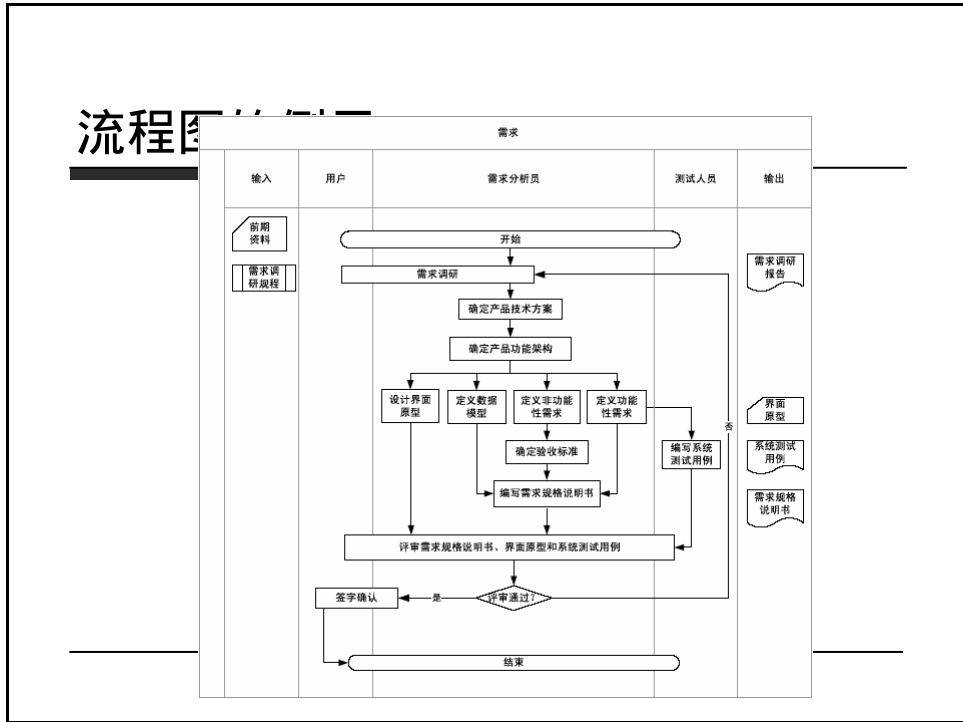 流程图的例子
需求
输入
用户
需求分析员
测试人员
输出
前期
资料
开始
需求调
研规程
需求调研
需求调研
报告
确定产品技术方案
确定产品功能架构
设计界面
原型
定义数据
模型
定义非功能
性需求
定义功能
性需求
界面
原型
否
确定验收标准
编写系统
测试用例
系统测试
用例
编写需求规格说明书
需求规格
说明书
评审需求规格说明书、界面原型和系统测试用例
签字确认
是
评审通过?
结束